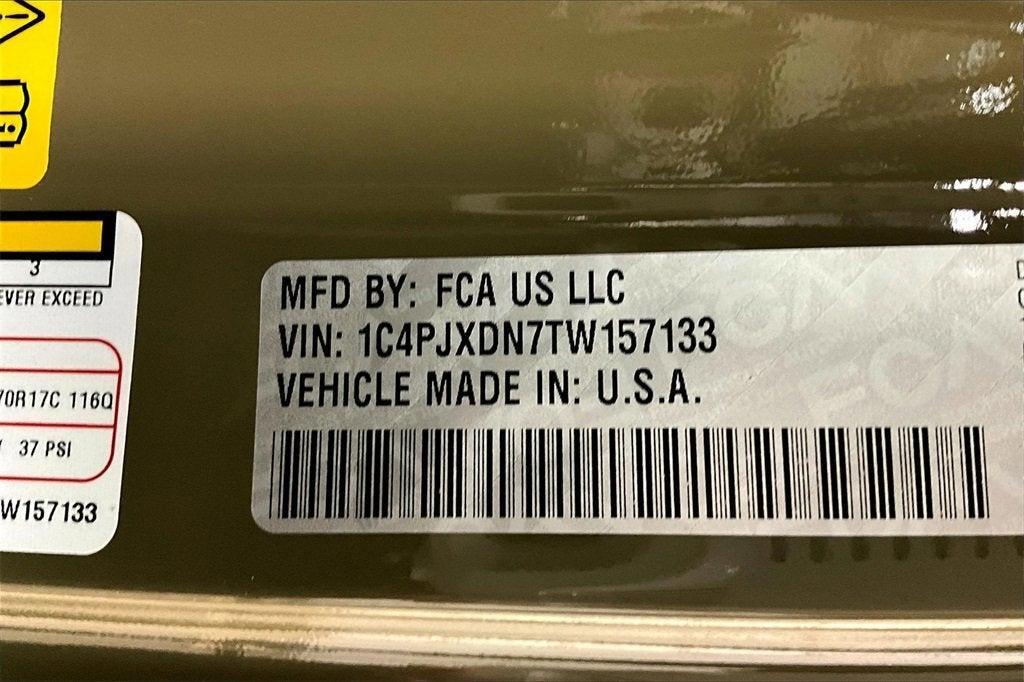 3
EVER EXCEED
70R17C 116Q
37 PSI
W157133
MFD BY: FCA US LLC
VIN: 1C4PJXDN7TW157133
VEHICLE MADE IN: U.S.A.